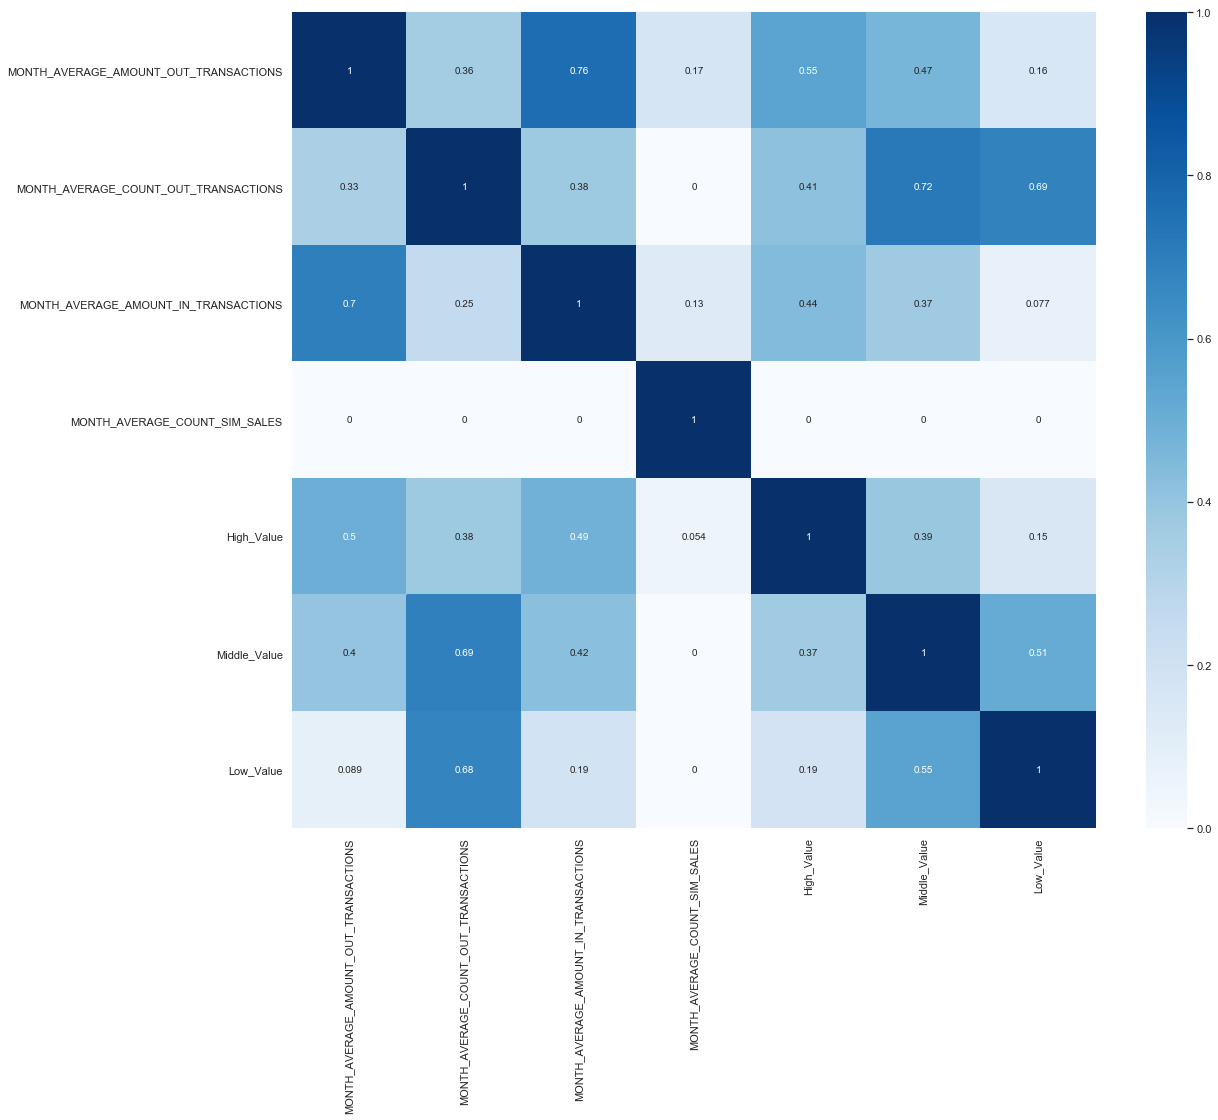 MONTH_AVERAGE_AMOUNT_OUT_TRANSACTIONS 1 0.36 0.76 0.17 0.55 0.47 0.16
MONTH_AVERAGE_COUNT_OUT_TRANSACTIONS 0.33 1 0.38 0 0.41 0.72 0.69
MONTH_AVERAGE_AMOUNT_IN_TRANSACTIONS 0.7 0.25 1 0.13 0.44 0.37 0.077
MONTH_AVERAGE_COUNT_SIM_SALES 0 0 0 1 0 0 0
High_Value 0.5 0.38 0.49 0.054 1 0.39 0.15
Middle_Value 0.4 0.69 0.42 0 0.37 1 0.51
Low_Value 0.089 0.68 0.19 0 0.19 0.55 1
MONTH_AVERAGE_AMOUNT_OUT_TRANSACTIONS
MONTH_AVERAGE_COUNT_OUT_TRANSACTIONS
MONTH_AVERAGE_AMOUNT_IN_TRANSACTIONS
MONTH_AVERAGE_COUNT_SIM_SALES
High_Value
Middle_Value
Low_Value
1.0
0.8
0.6
0.4
0.2
0.0